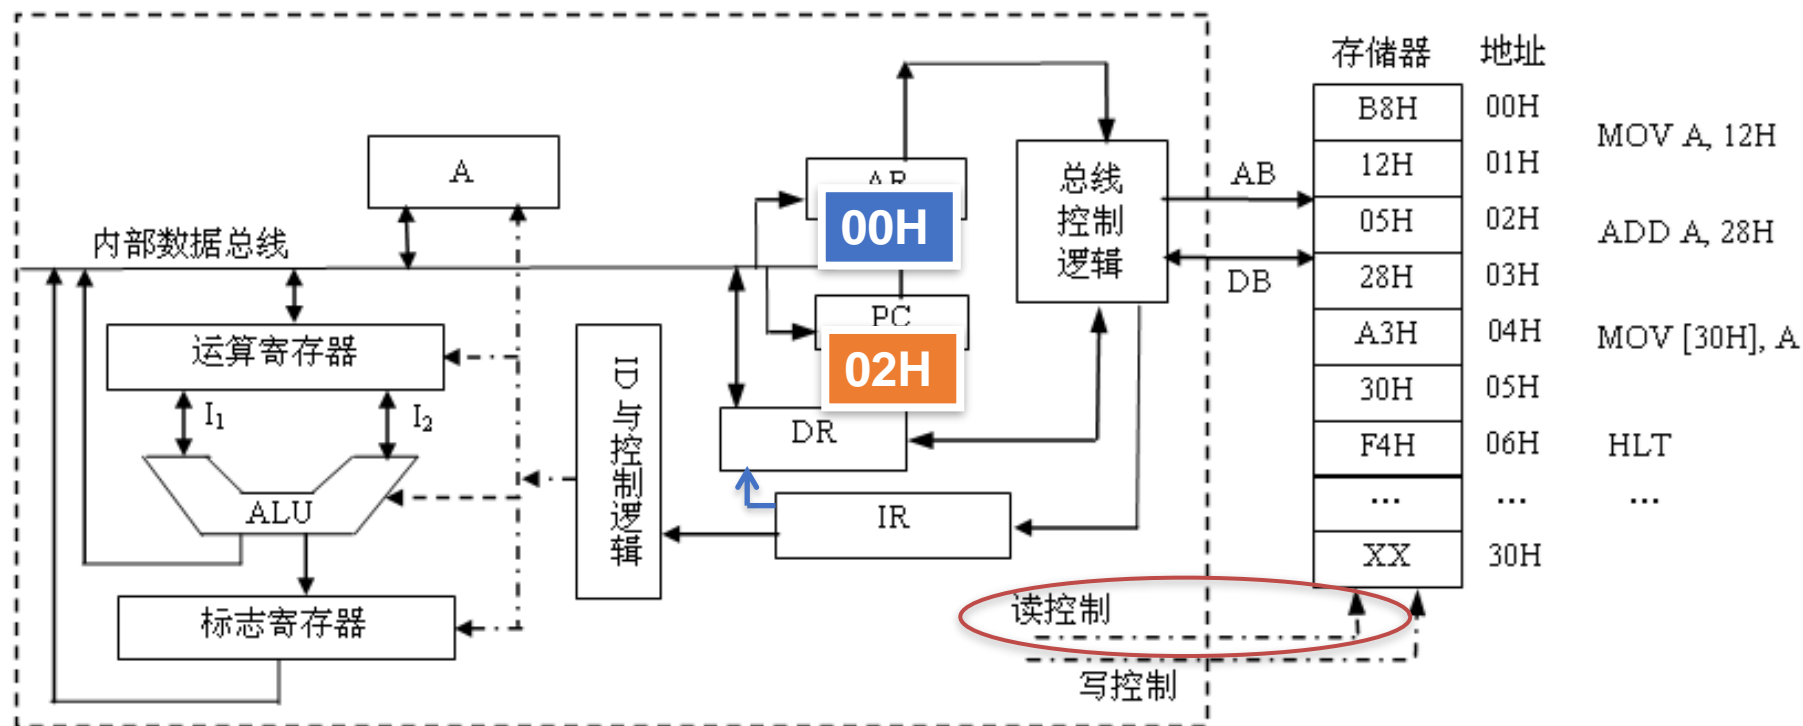 存储器 地址
B8H 00H
MOV A, 12H
12H 01H
05H 02H
ADD A, 28H
28H 03H
A3H 04H
MOV [30H], A
30H 05H
F4H 06H HLT
... ... ...
XX 30H
A
AR
00H
总线
控制
逻辑
AB
DB
内部数据总线
PC
02H
运算寄存器
I1 I2
ALU
标志寄存器
ID与控制逻辑
DR
IR
读控制
写控制